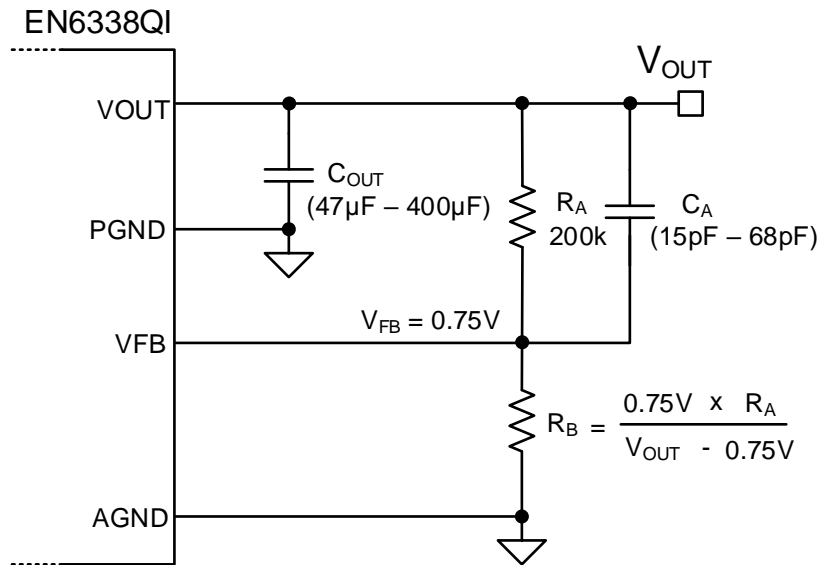 EN6338QI
VOUT
VOUT
COUT
(47µF – 400µF)
RA
200k
CA
(15pF – 68pF)
PGND
VFB = 0.75V
VFB
RB = 0.75V x RA
VOUT - 0.75V
AGND